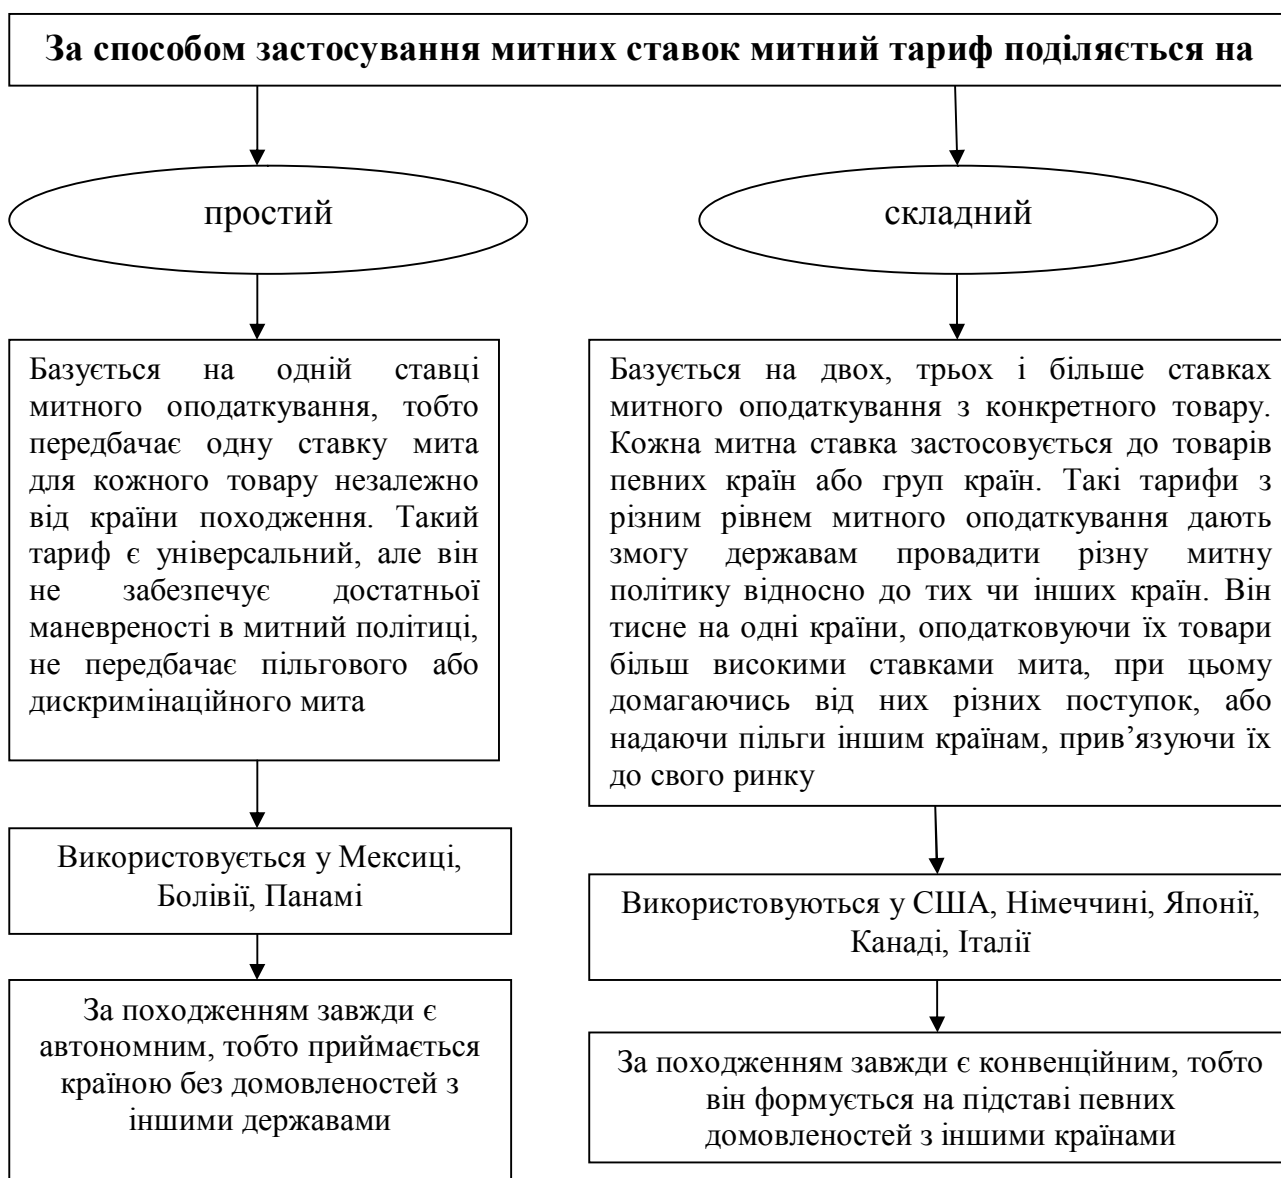 За способом застосування митних ставок митний тариф поділяється на
простий
складний
Базується на одній ставці
митного оподаткування, тобто
передбачає одну ставку мита
для кожного товару незалежно
від країни походження. Такий
тариф є універсальний, але він
не забезпечує достатньої
маневреності в митний політиці,
не передбачає пільгового або
дискримінаційного мита
Базується на двох, трьох і більше ставках
митного оподаткування з конкретного товару.
Кожна митна ставка застосовується до товарів
певних країн або груп країн. Такі тарифи з
різним рівнем митного оподаткування дають
змогу державам провадити різну митну
політику відносно до тих чи інших країн. Він
тисне на одні країни, оподатковуючи їх товари
більш високими ставками мита, при цьому
домагаючись від них різних поступок, або
надаючи пільги іншим країнам, прив’язуючи їх
до свого ринку
Використовується у Мексиці,
Болівії, Панамі
Використовуються у США, Німеччині, Японії,
Канаді, Італії
За походженням завжди є
автономним, тобто приймається
країною без домовленостей з
іншими державами
За походженням завжди є конвенційним, тобто
він формується на підставі певних
домовленостей з іншими країнами